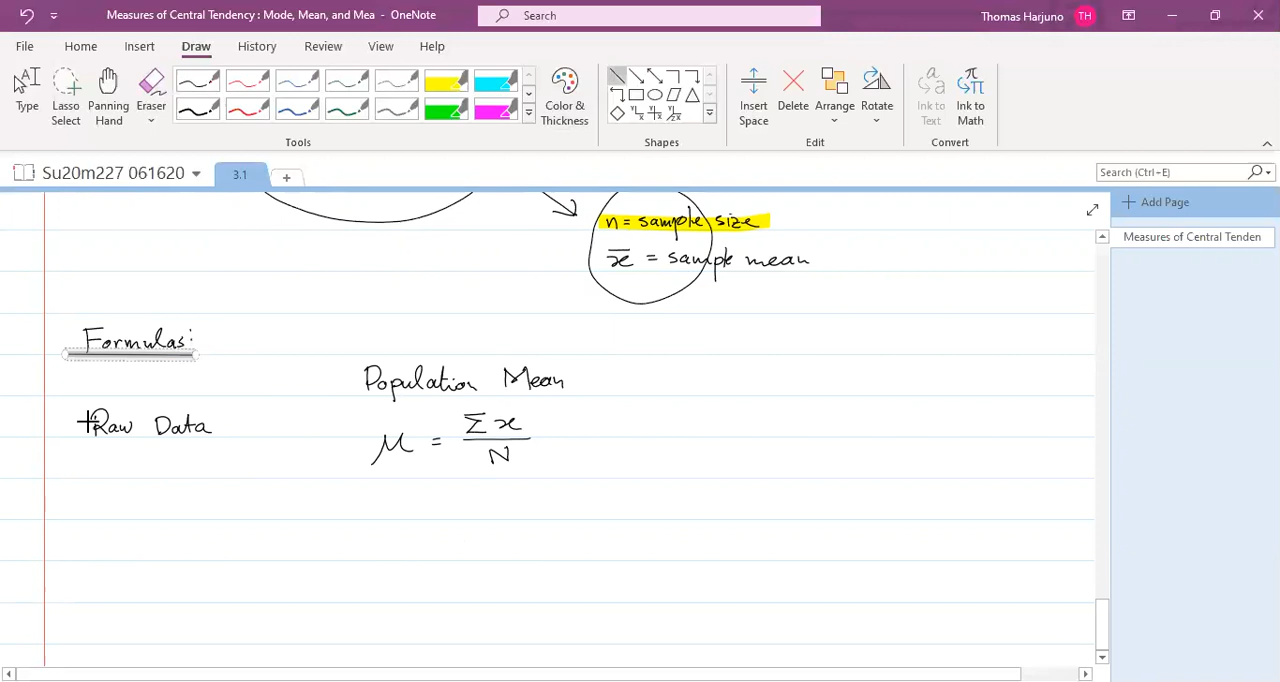 Measures of Central Tendency : Mode, Mean, and Mea - OneNote
Search
Thomas Harjuno TH
File Home Insert Draw History Review View Help
Type
Lasso Select
Panning Hand
Eraser
Color & Thickness
Insert Space
Delete
Arrange
Rotate
Ink to Text
Ink to Math
Tools
Shapes
Edit
Convert
Su20m227 061620
3.1
Search (Ctrl+E)
Add Page
Measures of Central Tenden
n = sample size
x̄ = sample mean
Formulas:
Population Mean
Raw Data
μ = Σx / N